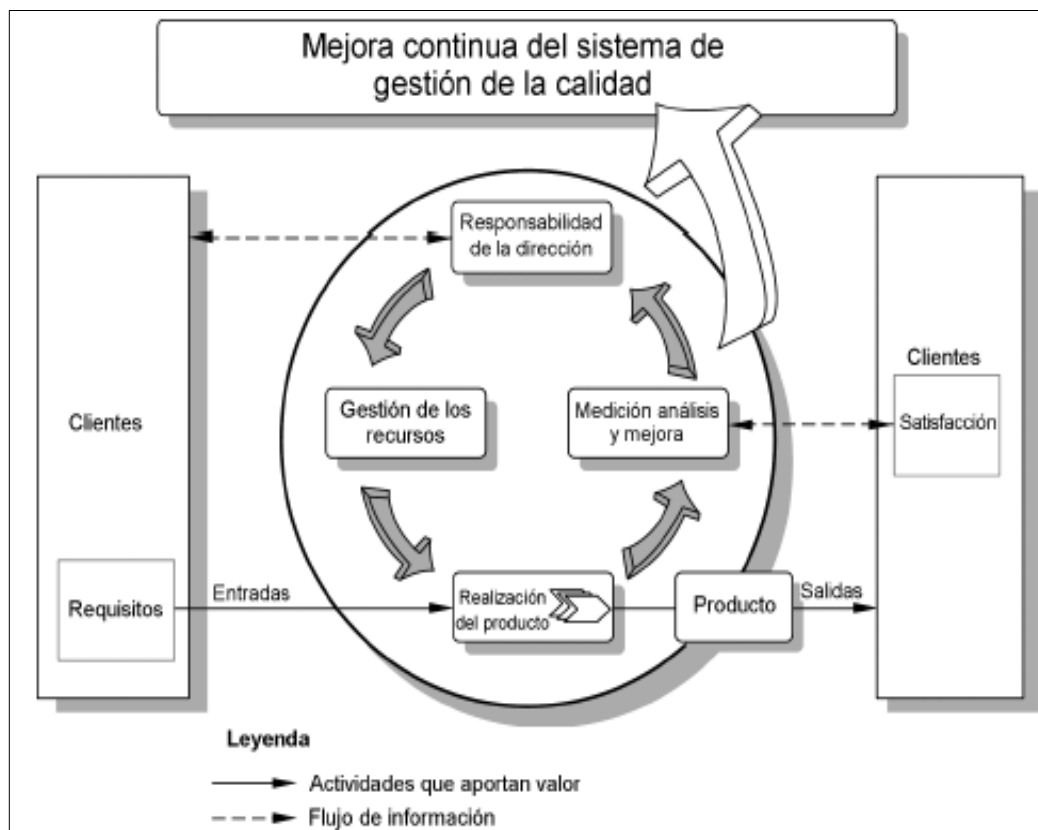 Mejora continua del sistema de
gestión de la calidad
Responsabilidad
de la dirección
Clientes
Gestión de los
recursos
Medición análisis
y mejora
Clientes
Satisfacción
Requisitos
Entradas
Realización
del producto
Producto
Salidas
Leyenda
Actividades que aportan valor
Flujo de información